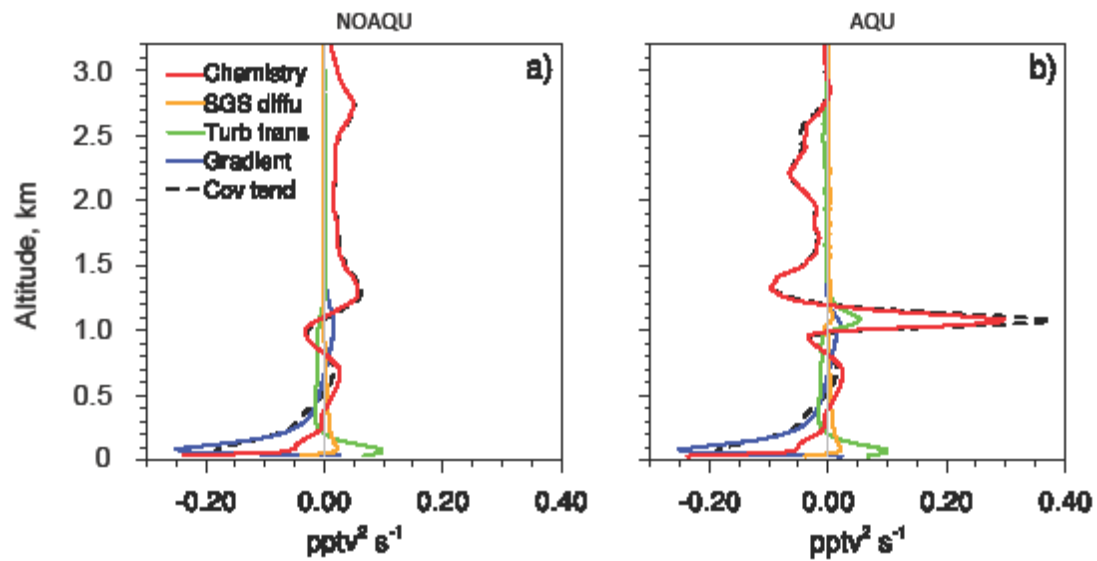 NOAQU
AQU
a)
b)
Chemistry
SGS diffu
Turb trans
Gradient
Cov tend
Altitude, km
3.0
2.5
2.0
1.5
1.0
0.5
0
-0.20 0.00 0.20 0.40
-0.20 0.00 0.20 0.40
pptv² s⁻¹
pptv² s⁻¹